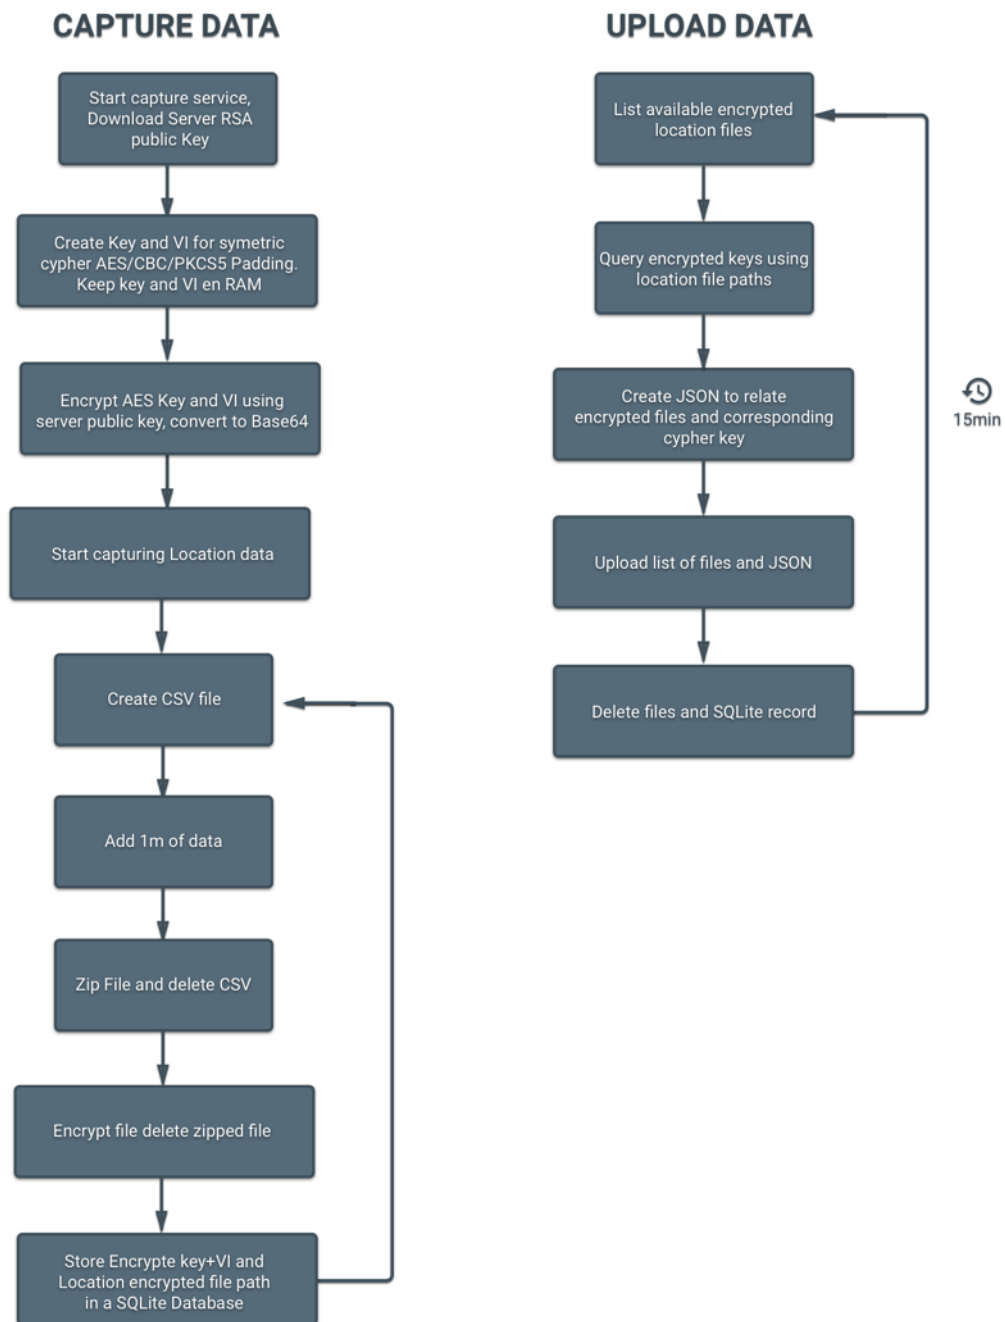 CAPTURE DATA
Start capture service,
Download Server RSA
public Key
Create Key and VI for symetric
cypher AES/CBC/PKCS5 Padding.
Keep key and VI en RAM
Encrypt AES Key and VI using
server public key, convert to Base64
Start capturing Location data
Create CSV file
Add 1m of data
Zip File and delete CSV
Encrypt file delete zipped file
Store Encrypte key+VI and
Location encrypted file path
in a SQLite Database
UPLOAD DATA
List available encrypted
location files
Query encrypted keys using
location file paths
Create JSON to relate
encrypted files and corresponding
cypher key
Upload list of files and JSON
Delete files and SQLite record
15min